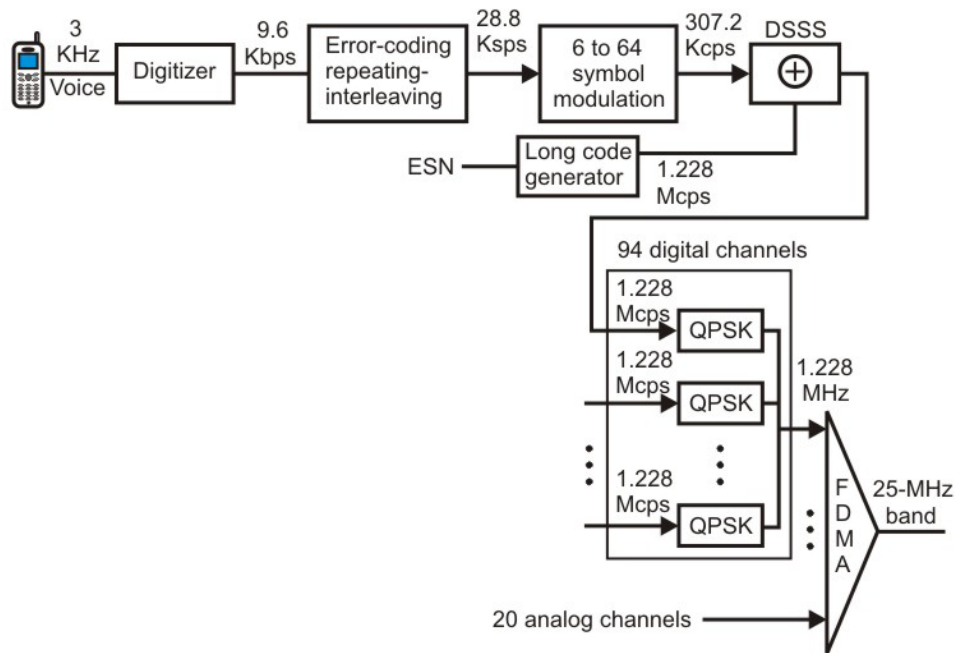 3
KHz
Voice
Digitizer
9.6
Kbps
Error-coding
repeating-
interleaving
28.8
Ksps
6 to 64
symbol
modulation
307.2
Kcps
DSSS
ESN
Long code
generator
1.228
Mcps
94 digital channels
1.228
Mcps
QPSK
1.228
Mcps
QPSK
1.228
Mcps
QPSK
1.228
MHz
F
D
M
A
25-MHz
band
20 analog channels